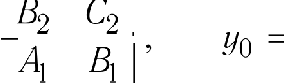 B₂ C₂
A₁ B₁ , y₀ =